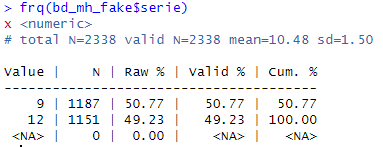 > frq(bd_mh_fake$serie)
x <numeric>
# total N=2338 valid N=2338 mean=10.48 sd=1.50
Value | N | Raw % | Valid % | Cum. %
----------------------------------------
9 | 1187 | 50.77 | 50.77 | 50.77
12 | 1151 | 49.23 | 49.23 | 100.00
<NA> | 0 | 0.00 | <NA> | <NA>